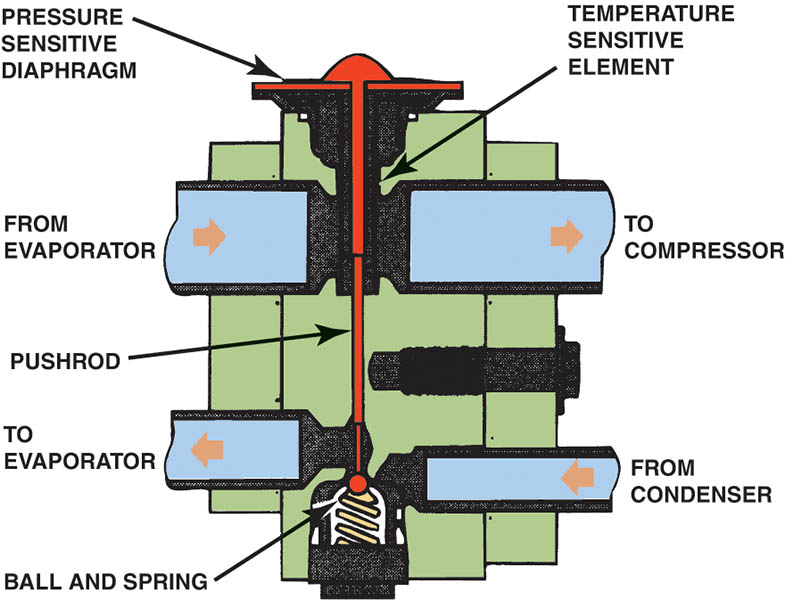 PRESSURE
SENSITIVE
DIAPHRAGM
TEMPERATURE
SENSITIVE
ELEMENT
FROM
EVAPORATOR
TO
COMPRESSOR
PUSHROD
TO
EVAPORATOR
FROM
CONDENSER
BALL AND SPRING